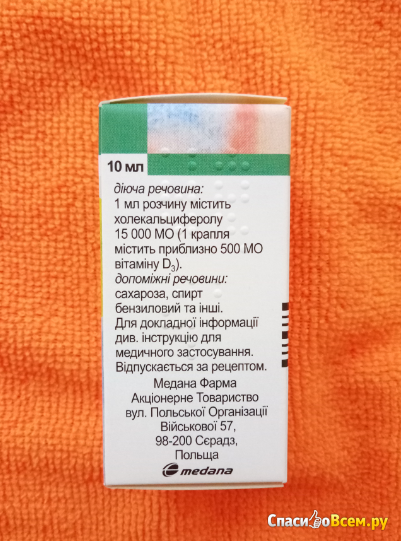 10 мл
діюча речовина:
1 мл розчину містить
холекальциферолу
15 000 МО (1 крапля
містить приблизно 500 МО
вітаміну D₃).
допоміжні речовини:
сахароза, спирт
бензиловий та інші.
Для докладної інформації
див. інструкцію для
медичного застосування.
Відпускається за рецептом.
Медана Фарма
Акціонерне Товариство
вул. Польської Організації
Військової 57,
98-200 Сєрадз,
Польща
medana
СпасибоВсем.ру